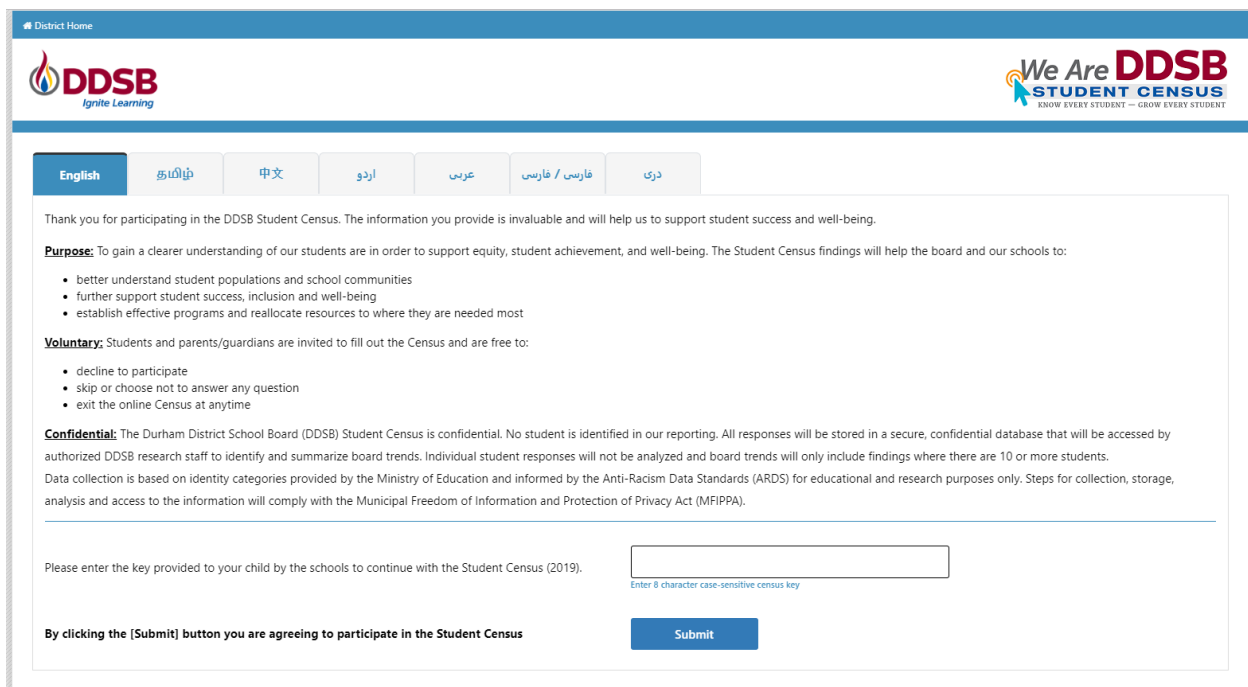 District Home
DDSB
Ignite Learning
We Are DDSB
STUDENT CENSUS
KNOW EVERY STUDENT — GROW EVERY STUDENT
English
தமிழ்
中文
اردو
عربى
فارسی / فارسی
دری
Thank you for participating in the DDSB Student Census. The information you provide is invaluable and will help us to support student success and well-being.
Purpose: To gain a clearer understanding of our students are in order to support equity, student achievement, and well-being. The Student Census findings will help the board and our schools to:
• better understand student populations and school communities
• further support student success, inclusion and well-being
• establish effective programs and reallocate resources to where they are needed most
Voluntary: Students and parents/guardians are invited to fill out the Census and are free to:
• decline to participate
• skip or choose not to answer any question
• exit the online Census at anytime
Confidential: The Durham District School Board (DDSB) Student Census is confidential. No student is identified in our reporting. All responses will be stored in a secure, confidential database that will be accessed by
authorized DDSB research staff to identify and summarize board trends. Individual student responses will not be analyzed and board trends will only include findings where there are 10 or more students.
Data collection is based on identity categories provided by the Ministry of Education and informed by the Anti-Racism Data Standards (ARDS) for educational and research purposes only. Steps for collection, storage,
analysis and access to the information will comply with the Municipal Freedom of Information and Protection of Privacy Act (MFIPPA).
Please enter the key provided to your child by the schools to continue with the Student Census (2019).
Enter 8 character case-sensitive census key
By clicking the [Submit] button you are agreeing to participate in the Student Census
Submit